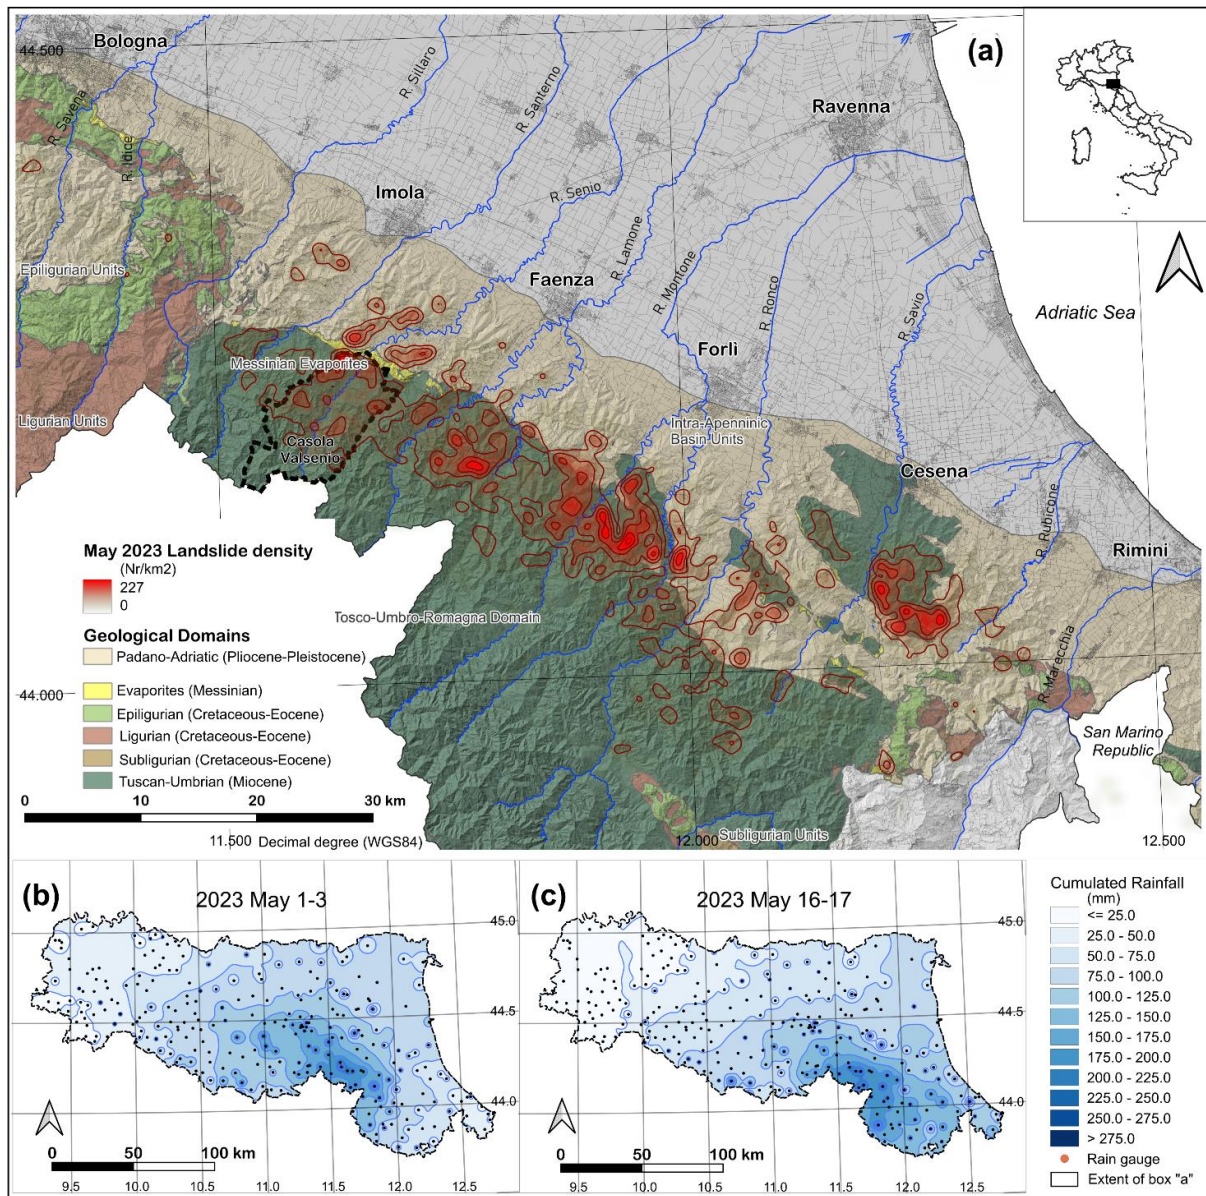 (a)
Bologna
44.500
R. Savena
R. Idice
R. Sillaro
R. Santerno
Ravenna
Imola
R. Senio
R. Lamone
Epiligurian Units
Faenza
R. Montone
R. Ronco
R. Savio
Adriatic Sea
Forlì
Messinian Evaporites
Ligurian Units
Intra-Apenninic
Basin Units
Casola
Valsenio
Cesena
R. Rubicone
Rimini
May 2023 Landslide density
(Nr/km2)
227
0
Tosco-Umbro-Romagna Domain
Geological Domains
Padano-Adriatic (Pliocene-Pleistocene)
R. Marecchia
44.000
Evaporites (Messinian)
Epiligurian (Cretaceous-Eocene)
Ligurian (Cretaceous-Eocene)
Subligurian (Cretaceous-Eocene)
Tuscan-Umbrian (Miocene)
San Marino
Republic
0 10 20 30 km
11.500 Decimal degree (WGS84)
12.000
Subligurian Units
12.500
(b)
2023 May 1-3
45.0
44.5
44.0
0 50 100 km
9.5 10.0 10.5 11.0 11.5 12.0 12.5
(c)
2023 May 16-17
45.0
44.5
44.0
0 50 100 km
9.5 10.0 10.5 11.0 11.5 12.0 12.5
Cumulated Rainfall
(mm)
<= 25.0
25.0 - 50.0
50.0 - 75.0
75.0 - 100.0
100.0 - 125.0
125.0 - 150.0
150.0 - 175.0
175.0 - 200.0
200.0 - 225.0
225.0 - 250.0
250.0 - 275.0
> 275.0
Rain gauge
Extent of box "a"